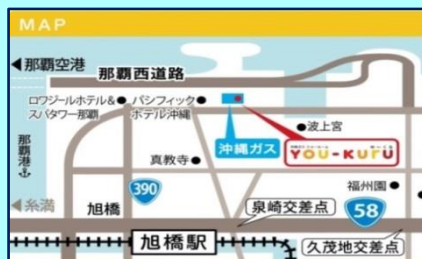 MAP
那覇空港
那覇西道路
ロワジールホテル&
スパタワー那覇
パシフィック
ホテル沖縄
波上宮
沖縄ガス
YOU-KURU
那覇港
真教寺
390
福州園
糸満
旭橋
泉崎交差点
58
旭橋駅
久茂地交差点